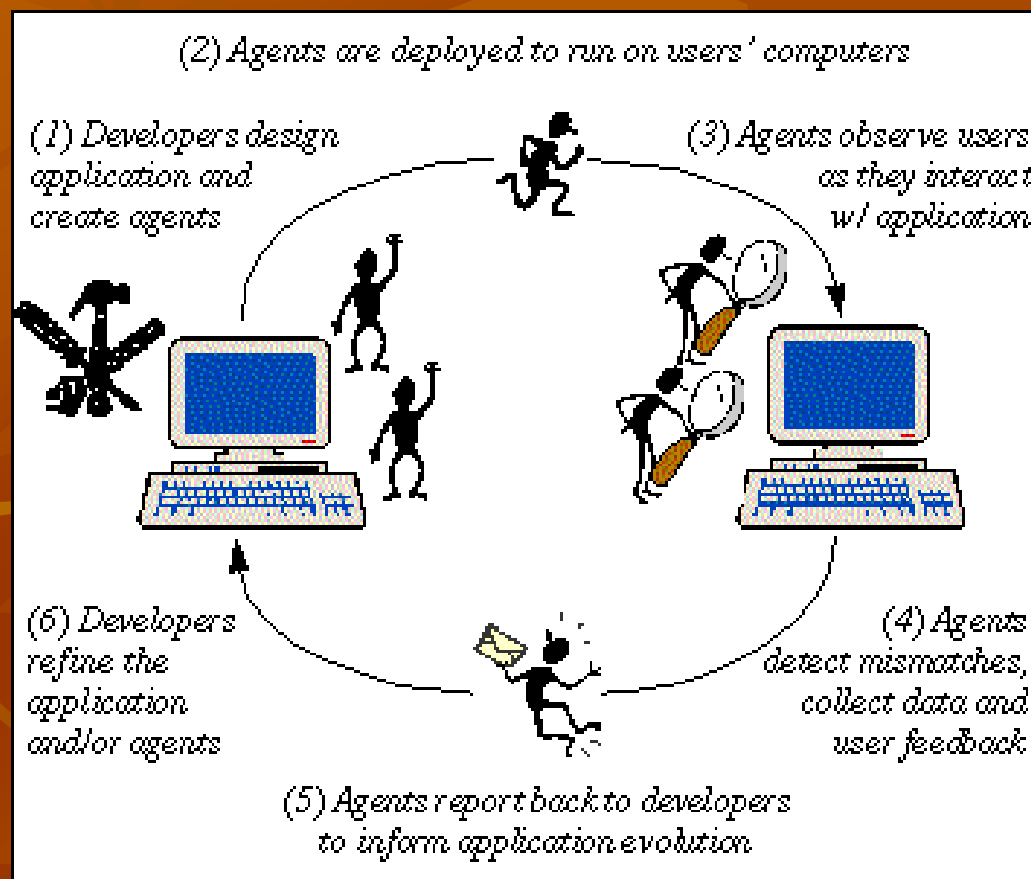 (2) Agents are deployed to run on users' computers
(1) Developers design
application and
create agents
(3) Agents observe users
as they interact
w/ application
(6) Developers
refine the
application
and/or agents
(4) Agents
detect mismatches,
collect data and
user feedback
(5) Agents report back to developers
to inform application evolution